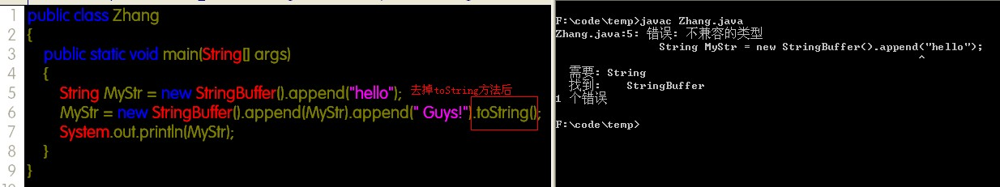 1 public class Zhang
2 {
3 public static void main(String[] args)
4 {
5 String MyStr = new StringBuffer().append("hello"); 去掉toString方法后
6 MyStr = new StringBuffer().append(MyStr).append(" Guys!").toString();
7 System.out.println(MyStr);
8 }
9 }
F:\code\temp>javac Zhang.java
Zhang.java:5: 错误: 不兼容的类型
String MyStr = new StringBuffer().append("hello");
^
需要: String
找到: StringBuffer
1 个错误
F:\code\temp>